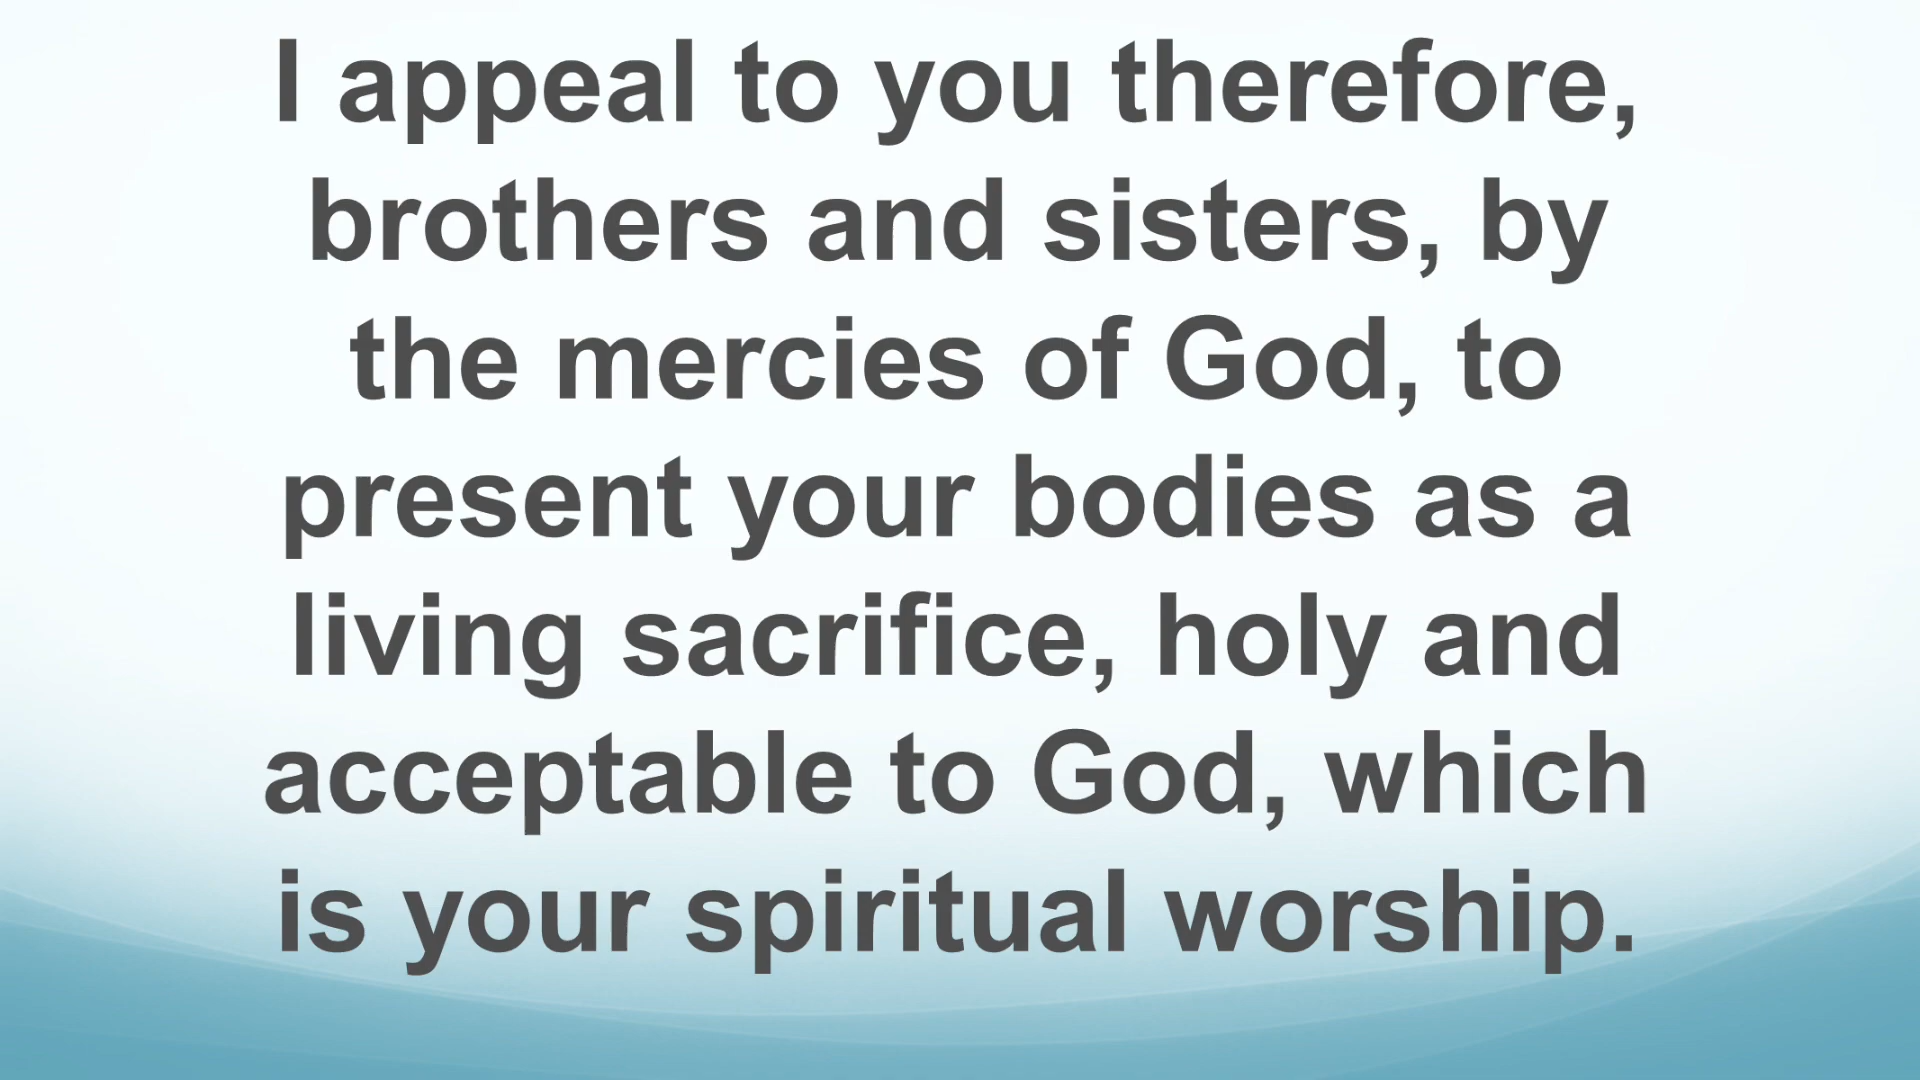 I appeal to you therefore,
brothers and sisters, by
the mercies of God, to
present your bodies as a
living sacrifice, holy and
acceptable to God, which
is your spiritual worship.